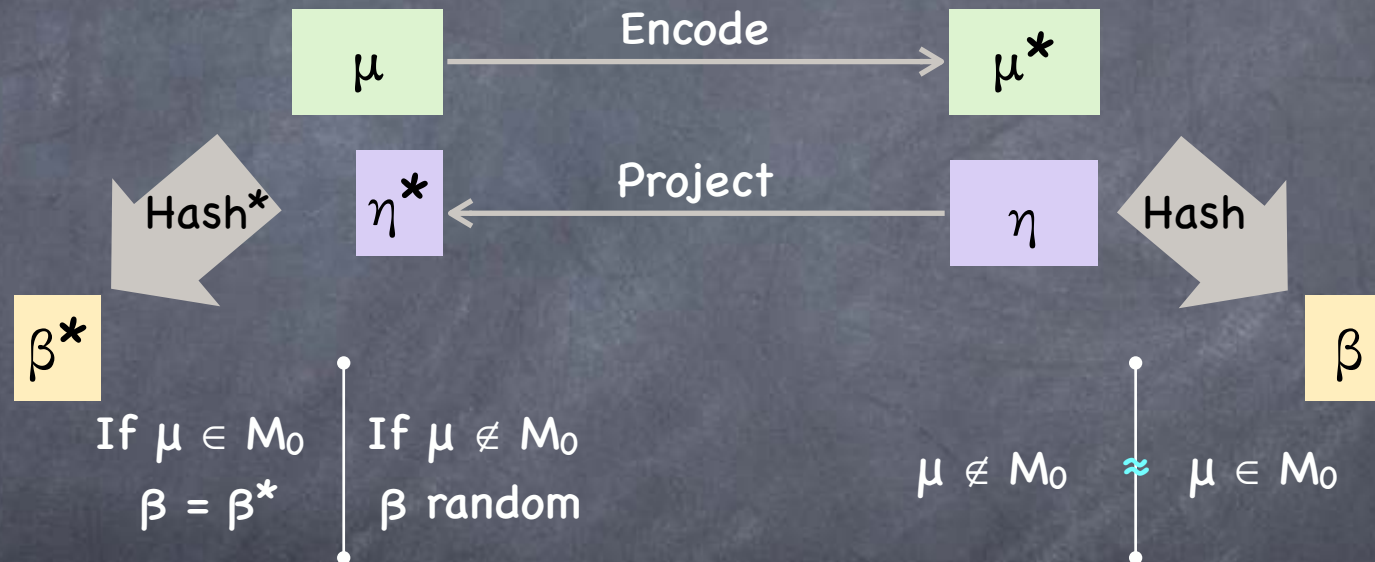 Encode
μ
μ*
Project
Hash*
η*
η
Hash
β*
β
If μ ∈ M₀
β = β*
If μ ∉ M₀
β random
μ ∉ M₀ ≈ μ ∈ M₀